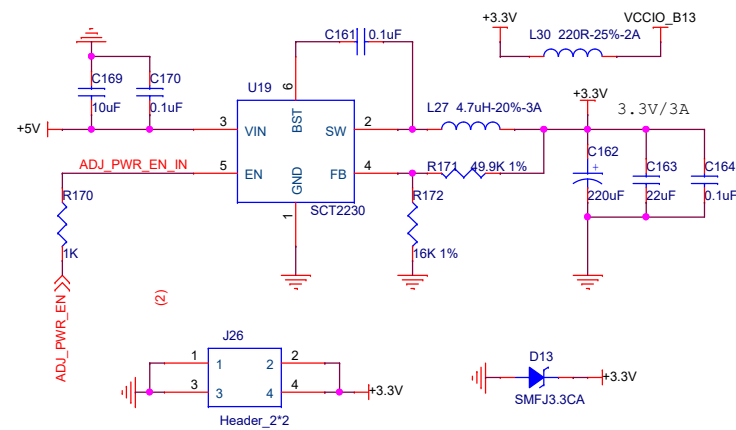 +3.3V
VCCIO_B13
L30 220R-25%-2A
C161
0.1uF
C169
10uF
C170
0.1uF
U19
6
BST
+5V
3
VIN
SW
2
L27 4.7uH-20%-3A
+3.3V
3.3V/3A
ADJ_PWR_EN_IN
5
EN
FB
4
GND
1
SCT2230
R171
49.9K 1%
R172
16K 1%
C162
+
220uF
C163
22uF
C164
0.1uF
R170
1K
ADJ_PWR_EN
(2)
J26
1
1
2
2
3
3
4
4
+3.3V
Header_2*2
D13
+3.3V
SMFJ3.3CA